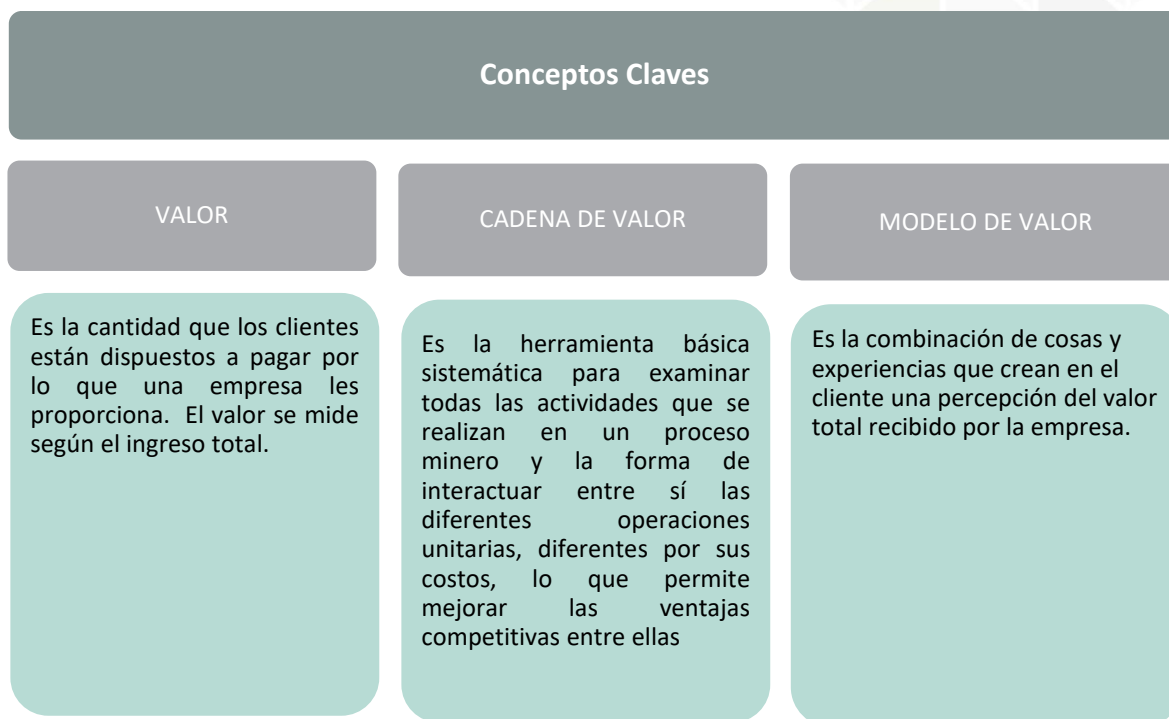 Conceptos Claves
VALOR
Es la cantidad que los clientes
están dispuestos a pagar por
lo que una empresa les
proporciona. El valor se mide
según el ingreso total.
CADENA DE VALOR
Es la herramienta básica
sistemática para examinar
todas las actividades que se
realizan en un proceso
minero y la forma de
interactuar entre sí las
diferentes operaciones
unitarias, diferentes por sus
costos, lo que permite
mejorar las ventajas
competitivas entre ellas
MODELO DE VALOR
Es la combinación de cosas y
experiencias que crean en el
cliente una percepción del valor
total recibido por la empresa.